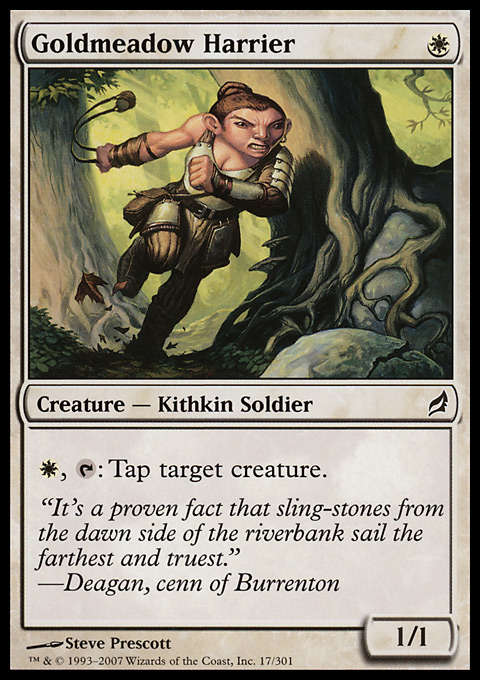 Goldmeadow Harrier
Creature — Kithkin Soldier
: Tap target creature.
“It's a proven fact that sling-stones from
the dawn side of the riverbank sail the
farthest and truest.”
—Deagan, cenn of Burrenton
1/1
Steve Prescott
™ & © 1993–2007 Wizards of the Coast, Inc. 17/301